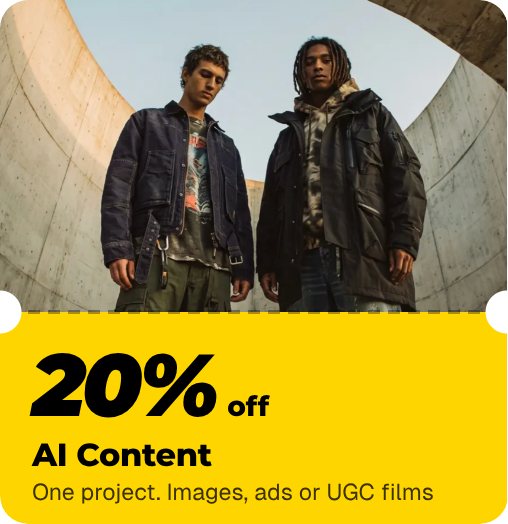 20% off
AI Content
One project. Images, ads or UGC films